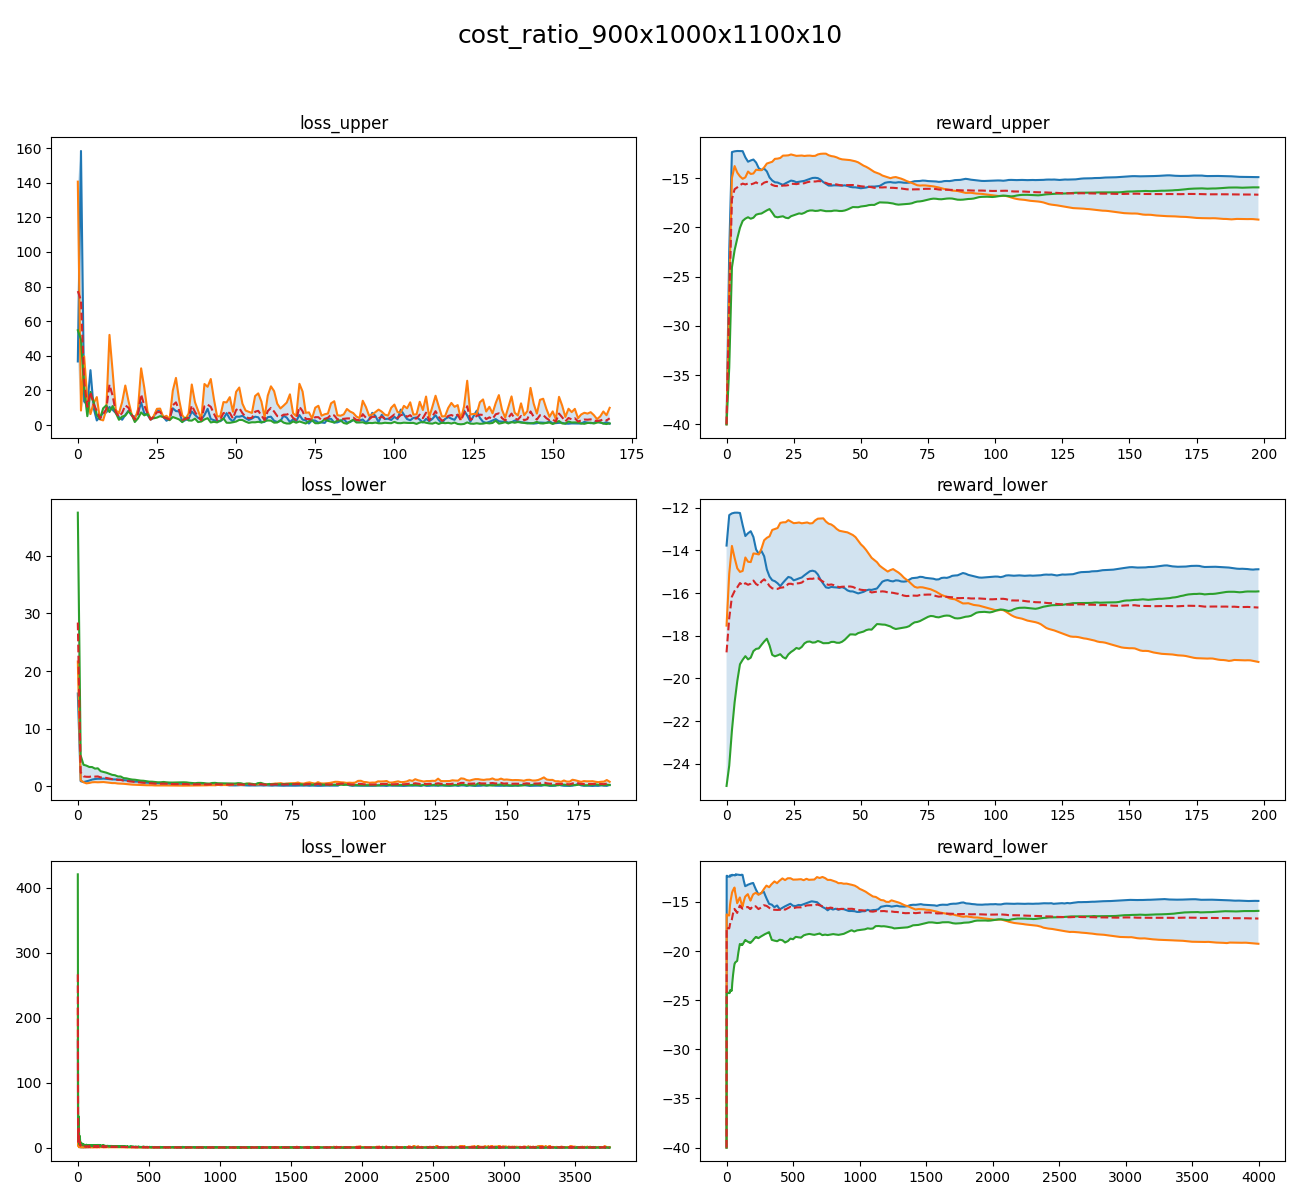 cost_ratio_900x1000x1100x10
loss_upper
160
140
120
100
80
60
40
20
0
0 25 50 75 100 125 150 175
reward_upper
−15
−20
−25
−30
−35
−40
0 25 50 75 100 125 150 175 200
loss_lower
40
30
20
10
0
0 25 50 75 100 125 150 175
reward_lower
−12
−14
−16
−18
−20
−22
−24
0 25 50 75 100 125 150 175 200
loss_lower
400
300
200
100
0
0 500 1000 1500 2000 2500 3000 3500
reward_lower
−15
−20
−25
−30
−35
−40
0 500 1000 1500 2000 2500 3000 3500 4000